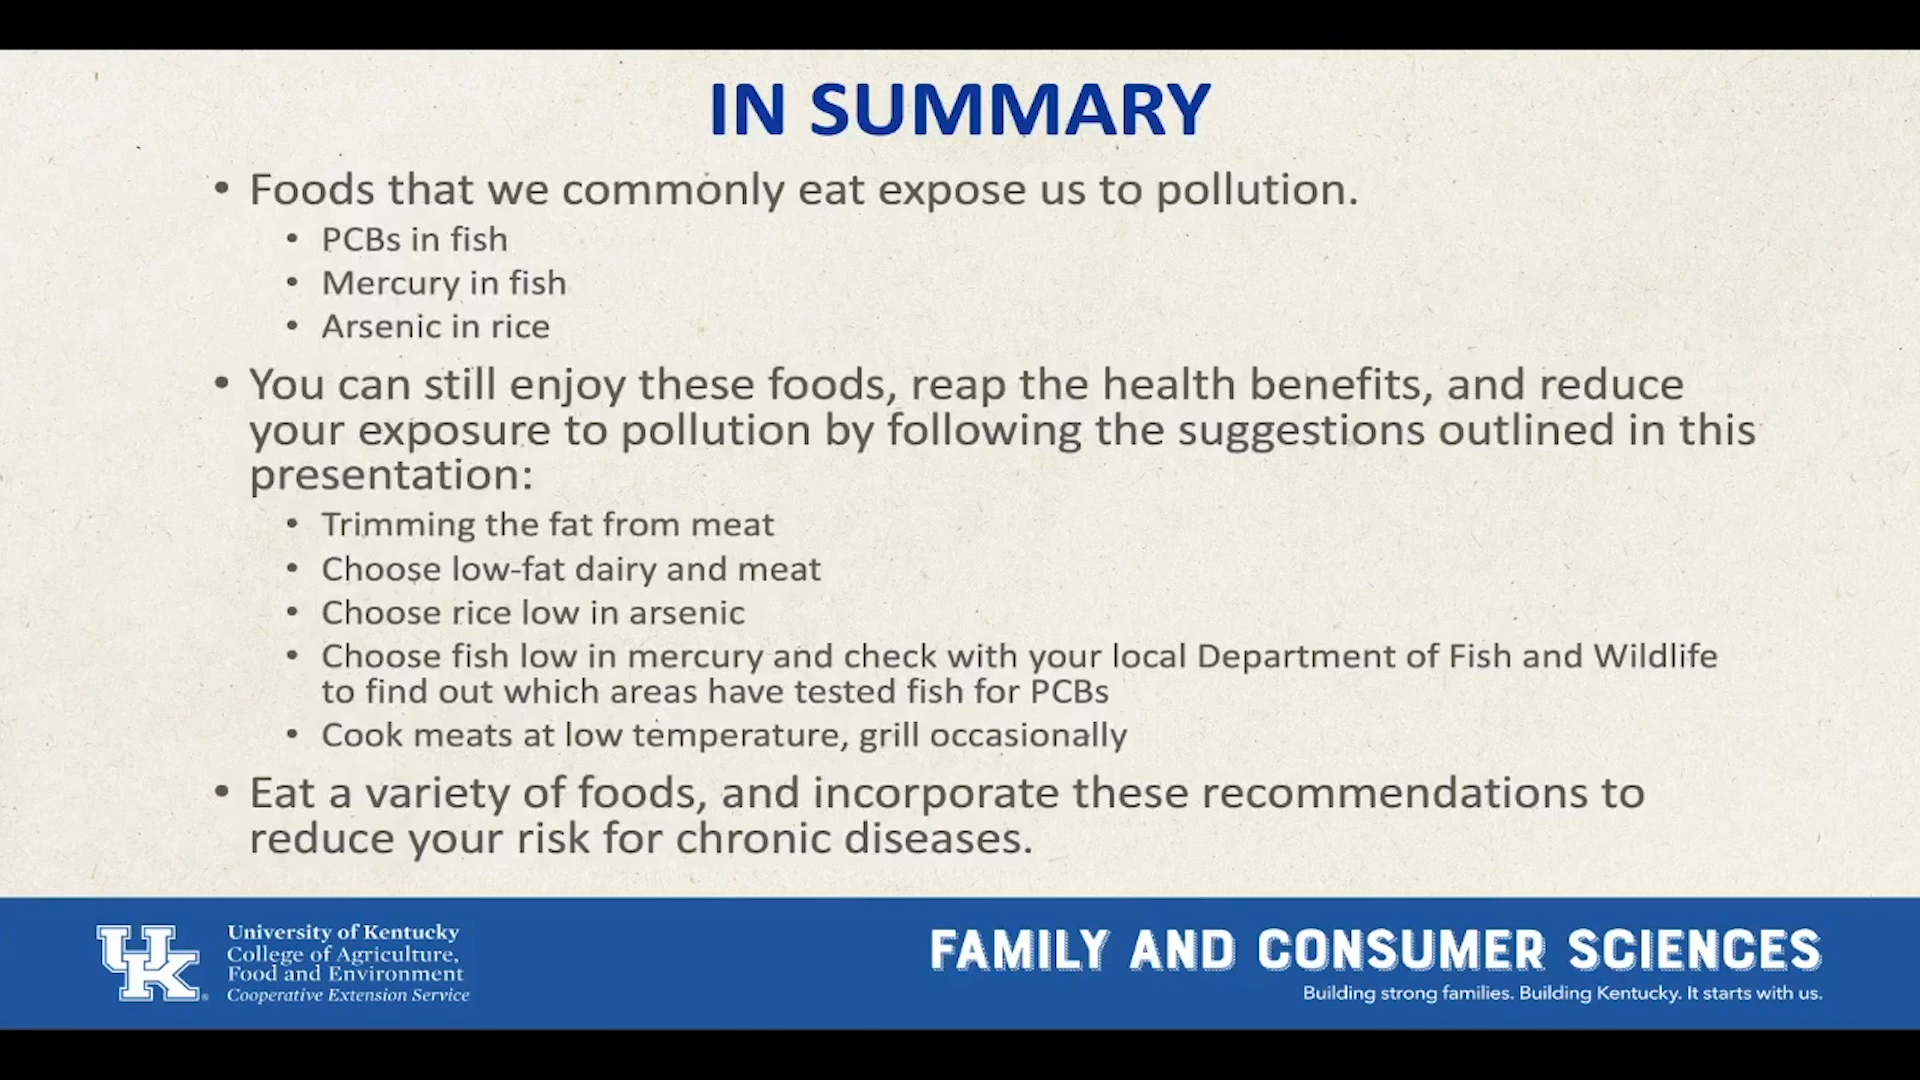 IN SUMMARY
• Foods that we commonly eat expose us to pollution.
• PCBs in fish
• Mercury in fish
• Arsenic in rice
• You can still enjoy these foods, reap the health benefits, and reduce
your exposure to pollution by following the suggestions outlined in this
presentation:
• Trimming the fat from meat
• Choose low-fat dairy and meat
• Choose rice low in arsenic
• Choose fish low in mercury and check with your local Department of Fish and Wildlife
to find out which areas have tested fish for PCBs
• Cook meats at low temperature, grill occasionally
• Eat a variety of foods, and incorporate these recommendations to
reduce your risk for chronic diseases.
UK
University of Kentucky
College of Agriculture,
Food and Environment
Cooperative Extension Service
FAMILY AND CONSUMER SCIENCES
Building strong families. Building Kentucky. It starts with us.